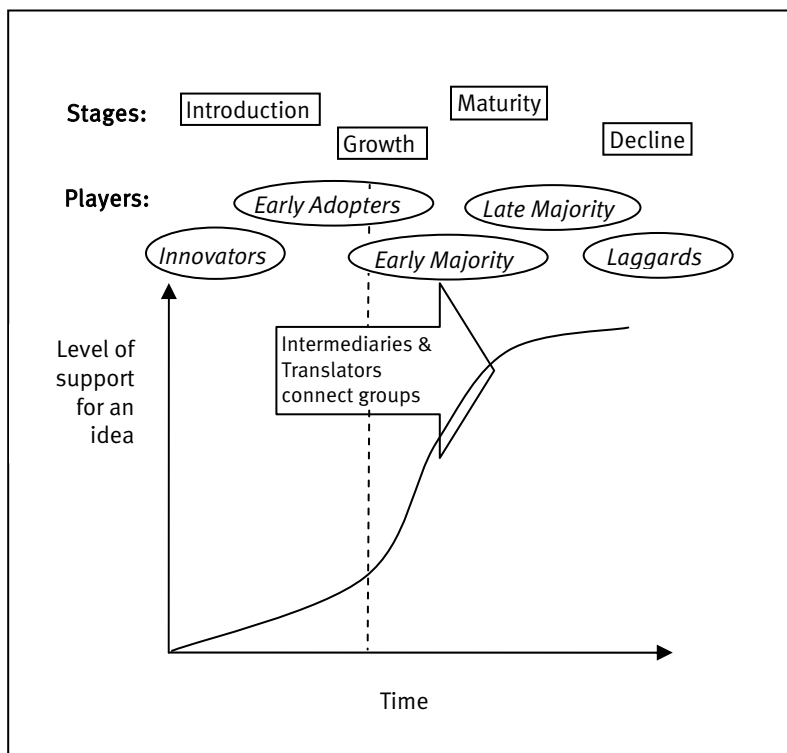 Stages:
Introduction
Growth
Maturity
Decline
Players:
Innovators
Early Adopters
Early Majority
Late Majority
Laggards
Level of
support
for an
idea
Intermediaries &
Translators
connect groups
Time